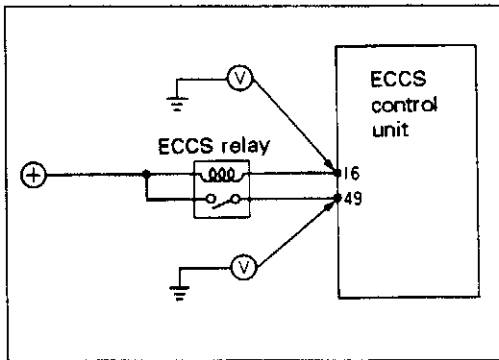 V
ECCS
control
unit
ECCS relay
+
16
49
V